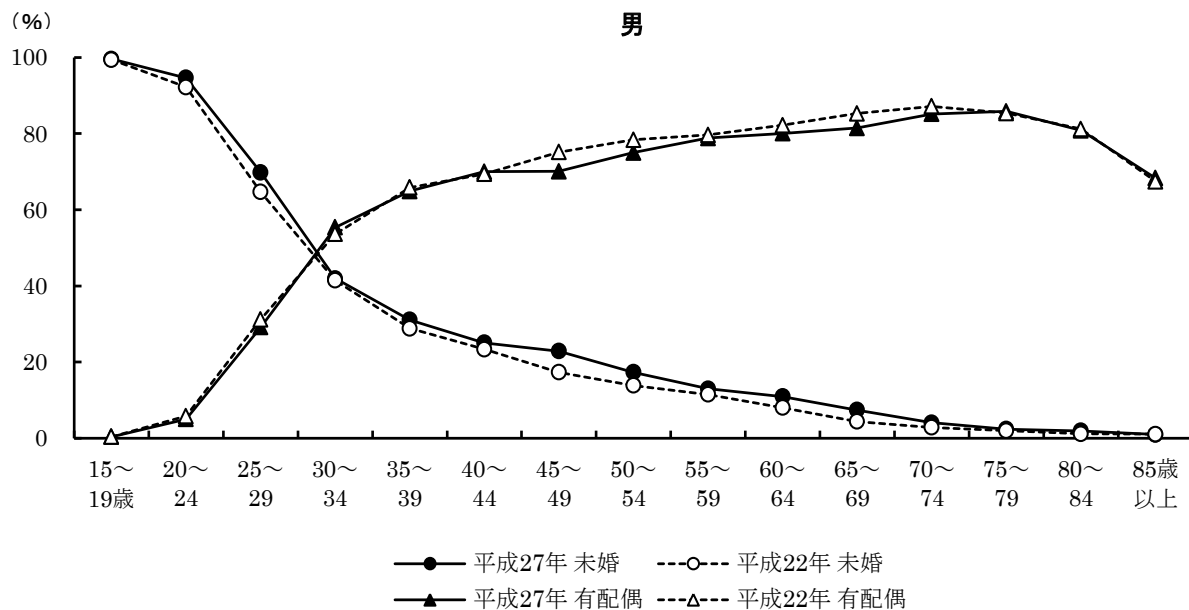 （%）
男
100
80
60
40
20
0
15～ 20～ 25～ 30～ 35～ 40～ 45～ 50～ 55～ 60～ 65～ 70～ 75～ 80～ 85歳
19歳 24 29 34 39 44 49 54 59 64 69 74 79 84 以上
平成27年 未婚 平成22年 未婚
平成27年 有配偶 平成22年 有配偶